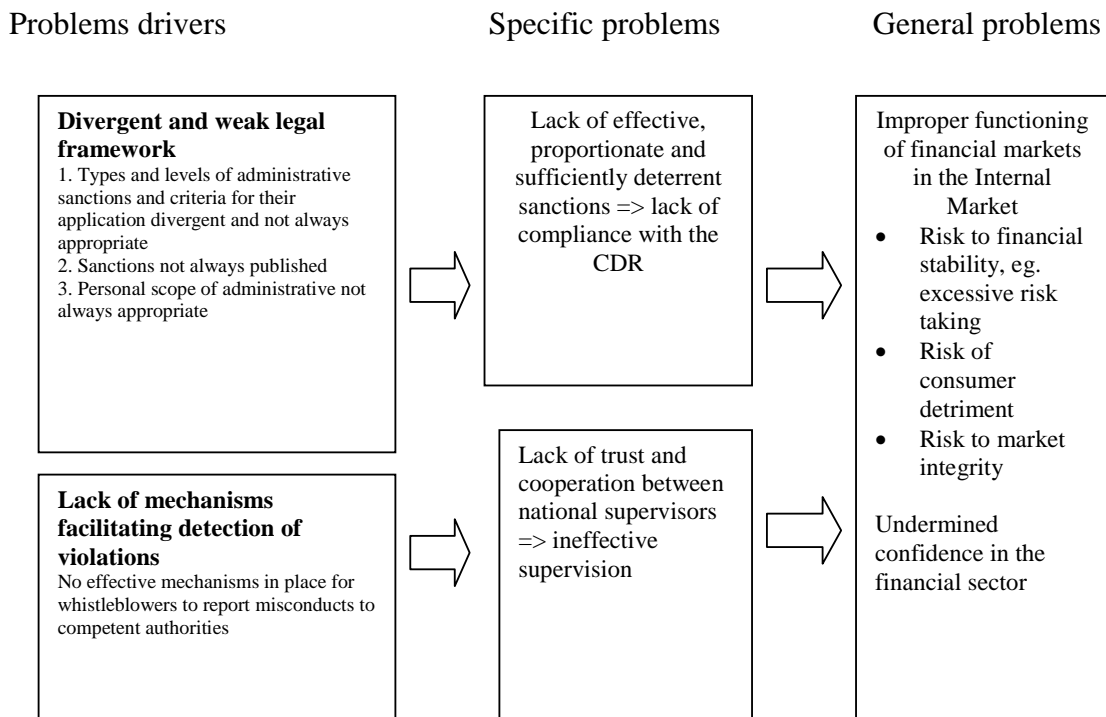 Problems drivers
Specific problems
General problems
Divergent and weak legal
framework
1. Types and levels of administrative
sanctions and criteria for their
application divergent and not always
appropriate
2. Sanctions not always published
3. Personal scope of administrative not
always appropriate
Lack of effective,
proportionate and
sufficiently deterrent
sanctions => lack of
compliance with the
CDR
Improper functioning
of financial markets
in the Internal
Market
• Risk to financial
stability, eg.
excessive risk
taking
• Risk of
consumer
detriment
• Risk to market
integrity
Undermined
confidence in the
financial sector
Lack of mechanisms
facilitating detection of
violations
No effective mechanisms in place for
whistleblowers to report misconducts to
competent authorities
Lack of trust and
cooperation between
national supervisors
=> ineffective
supervision